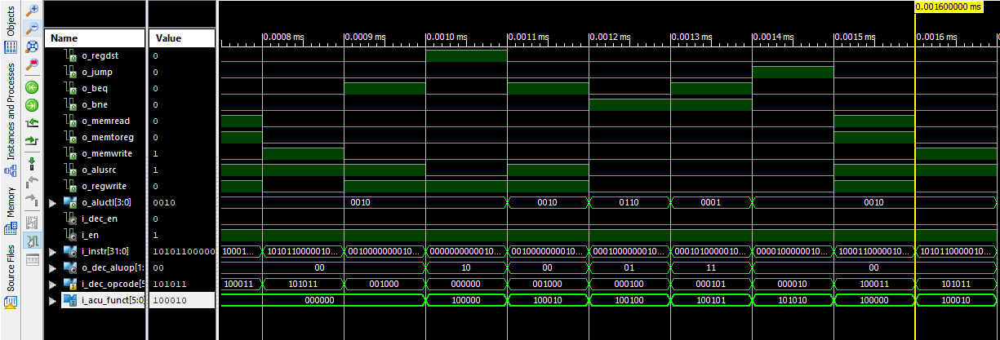 0.001600000 ms
Objects
Instances and Processes
Memory
Source Files
Name Value
0.0008 ms 0.0009 ms 0.0010 ms 0.0011 ms 0.0012 ms 0.0013 ms 0.0014 ms 0.0015 ms 0.0016 ms
o_regdst 0
o_jump 0
o_beq 0
o_bne 0
o_memread 0
o_memtoreg 0
o_memwrite 1
o_alusrc 1
o_regwrite 0
o_aluctl[3:0] 0010 0010 0010 0110 0001 0010
i_dec_en 0
i_en 1
i_instr[31:0] 10101100000 10001... 1010110000010... 0010000000010... 0000000000010... 0010000000010... 0001000000010... 0001010000010... 0000100000010... 1000110000010... 1010110000010...
o_dec_aluop[1: 00 00 10 00 01 11 00
i_dec_opcode[5 101011 100011 101011 001000 000000 001000 000100 000101 000010 100011 101011
i_acu_funct[5:0 100010 000000 100000 100010 100100 100101 101010 100000 100010